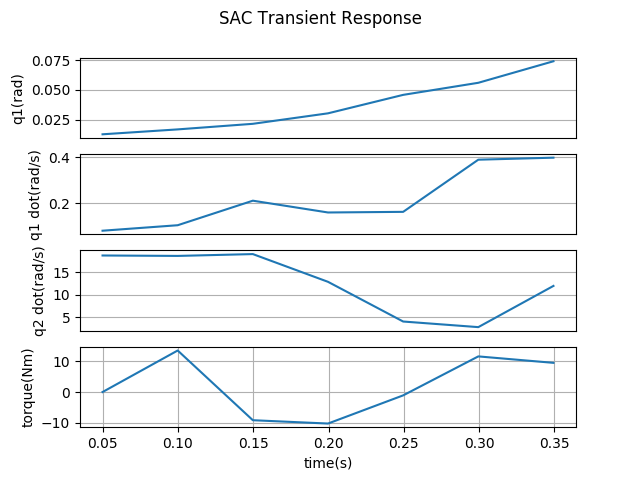 SAC Transient Response
q1(rad)
0.075
0.050
0.025
q1 dot(rad/s)
0.4
0.2
q2 dot(rad/s)
15
10
5
torque(Nm)
10
0
−10
0.05 0.10 0.15 0.20 0.25 0.30 0.35
time(s)